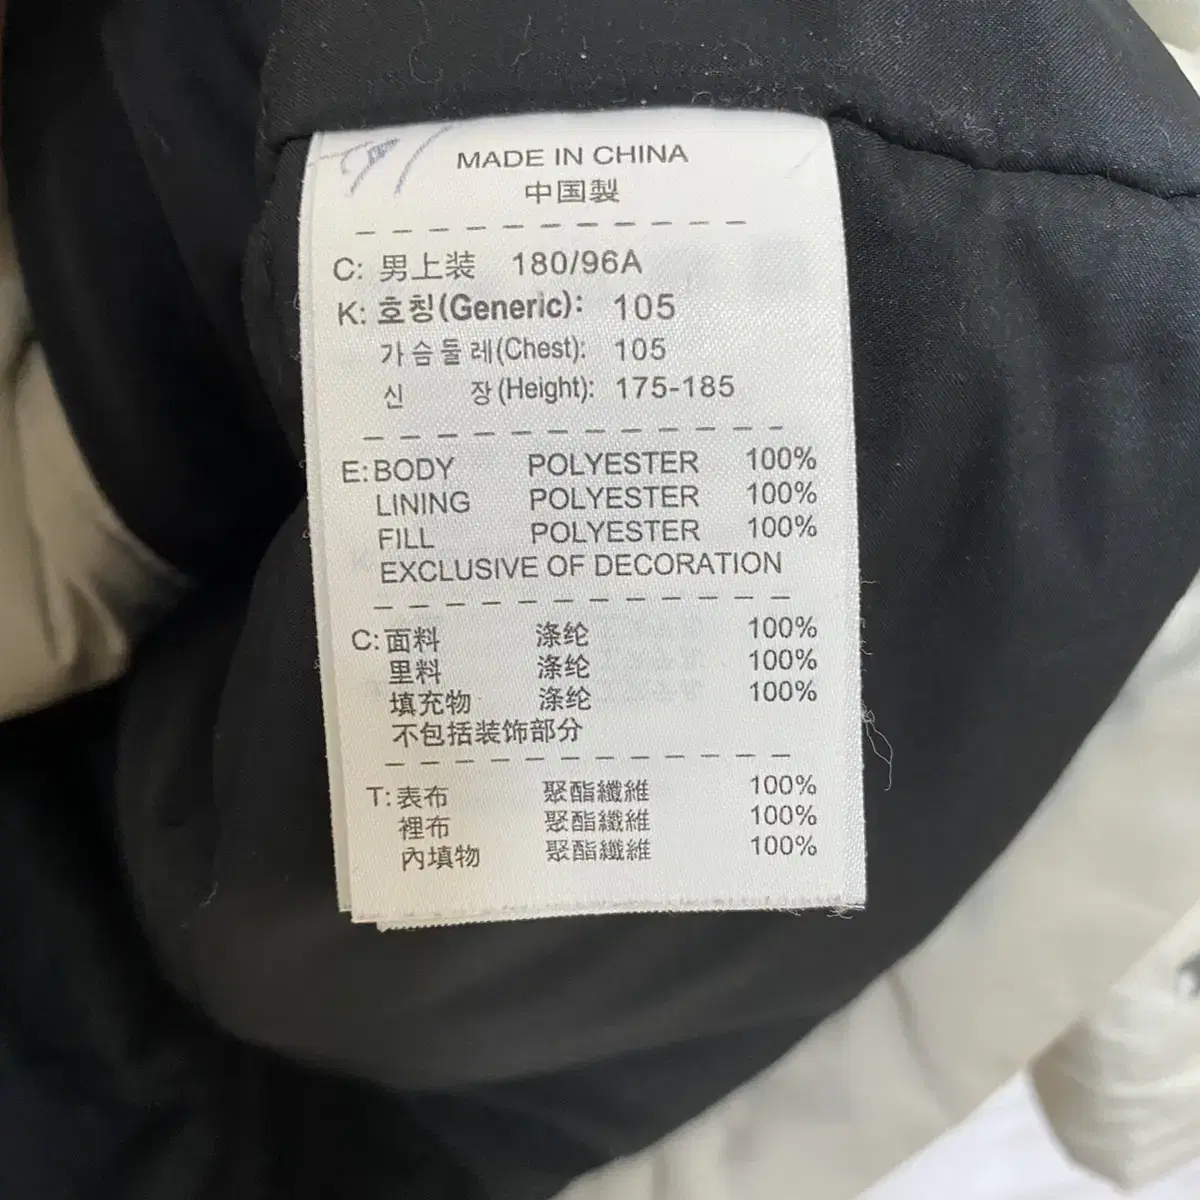 MADE IN CHINA
中国製
C: 男上装 180/96A
K: 호칭(Generic): 105
가슴둘레(Chest): 105
신 장(Height): 175-185
E: BODY POLYESTER 100%
LINING POLYESTER 100%
FILL POLYESTER 100%
EXCLUSIVE OF DECORATION
C: 面料 涤纶 100%
里料 涤纶 100%
填充物 涤纶 100%
不包括装饰部分
T: 表布 聚酯纖維 100%
裡布 聚酯纖維 100%
內填物 聚酯纖維 100%